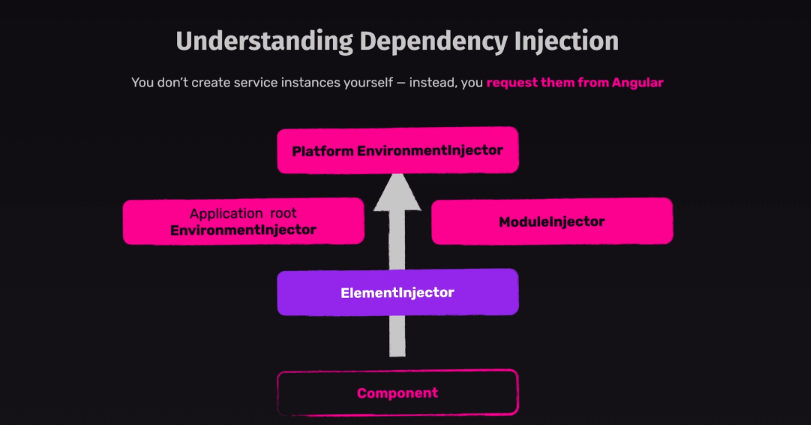 Understanding Dependency Injection
You don't create service instances yourself — instead, you request them from Angular
Platform EnvironmentInjector
Application root
EnvironmentInjector
ModuleInjector
ElementInjector
Component